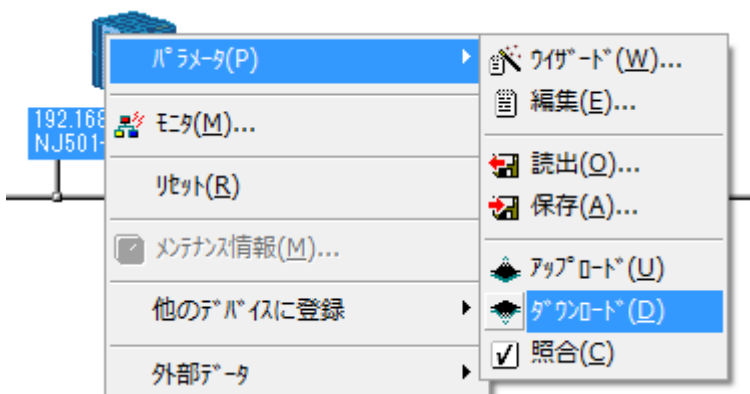 192.168
NJ501-
ﾊﾟﾗﾒｰﾀ(P)
ﾓﾆﾀ(M)...
ﾘｾｯﾄ(R)
ﾒﾝﾃﾅﾝｽ情報(M)...
他のﾃﾞﾊﾞｲｽに登録
外部ﾃﾞｰﾀ
ｳｨｻﾞｰﾄﾞ(W)...
編集(E)...
読出(O)...
保存(A)...
ｱｯﾌﾟﾛｰﾄﾞ(U)
ﾀﾞｳﾝﾛｰﾄﾞ(D)
照合(C)